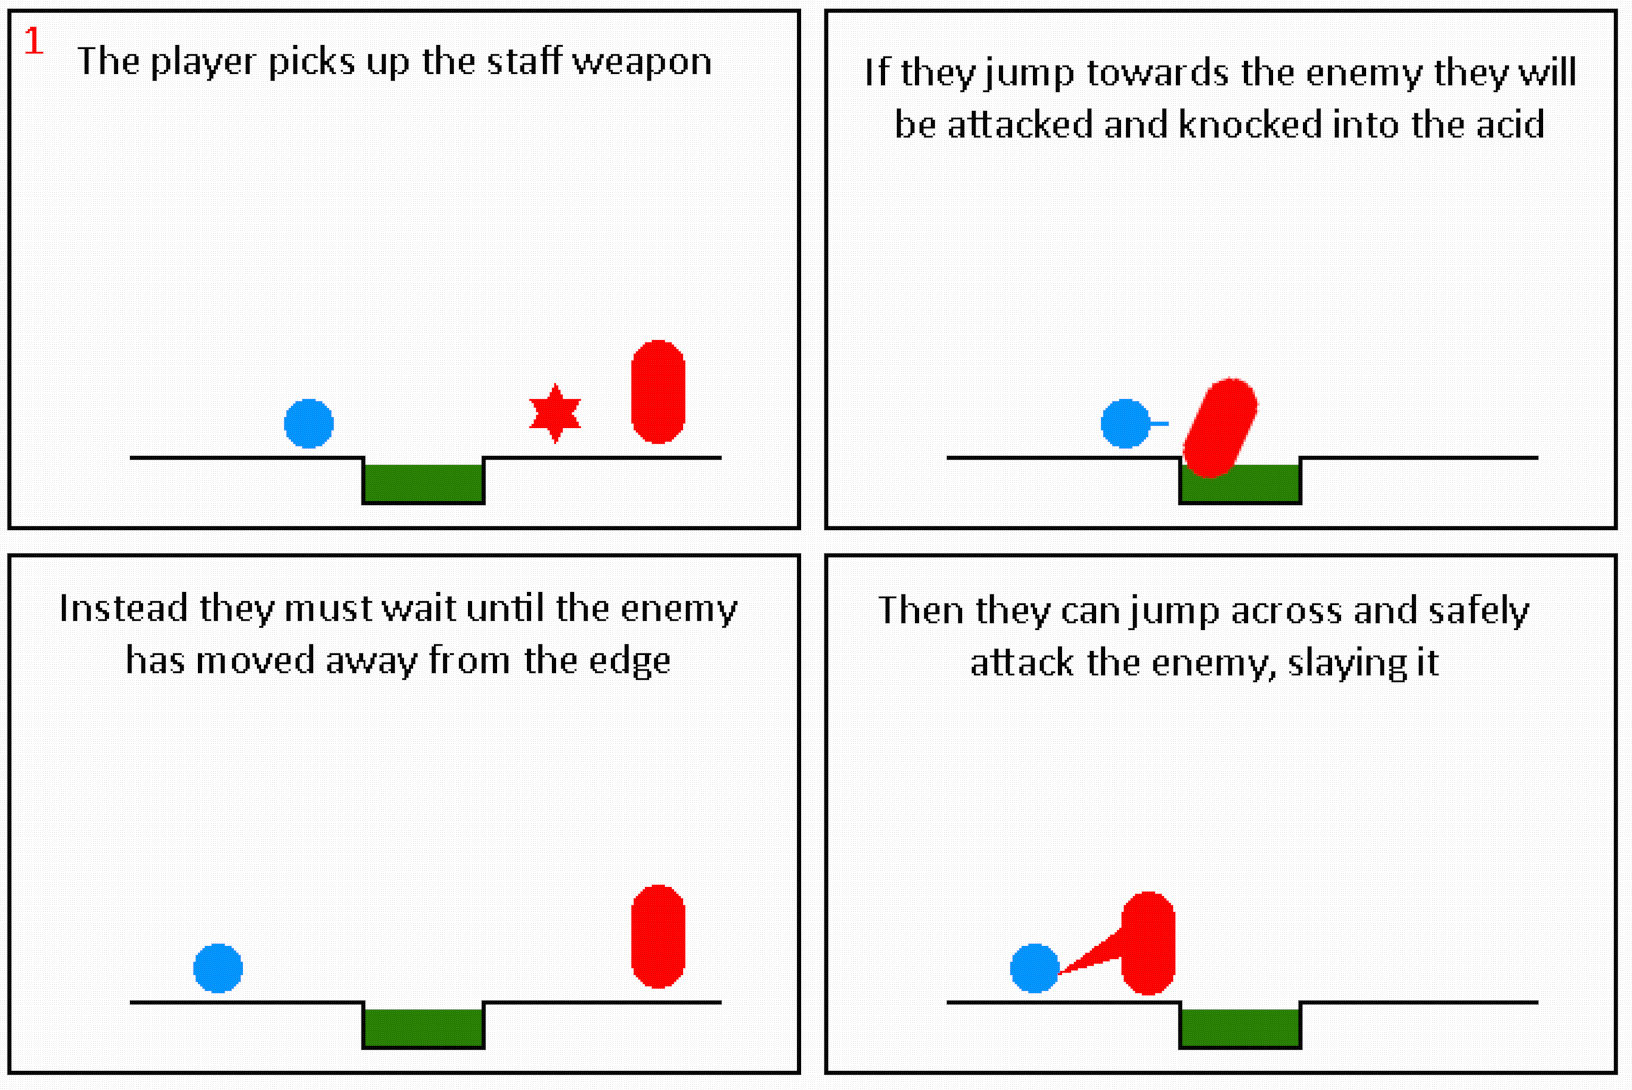 1
The player picks up the staff weapon
If they jump towards the enemy they will
be attacked and knocked into the acid
Instead they must wait until the enemy
has moved away from the edge
Then they can jump across and safely
attack the enemy, slaying it